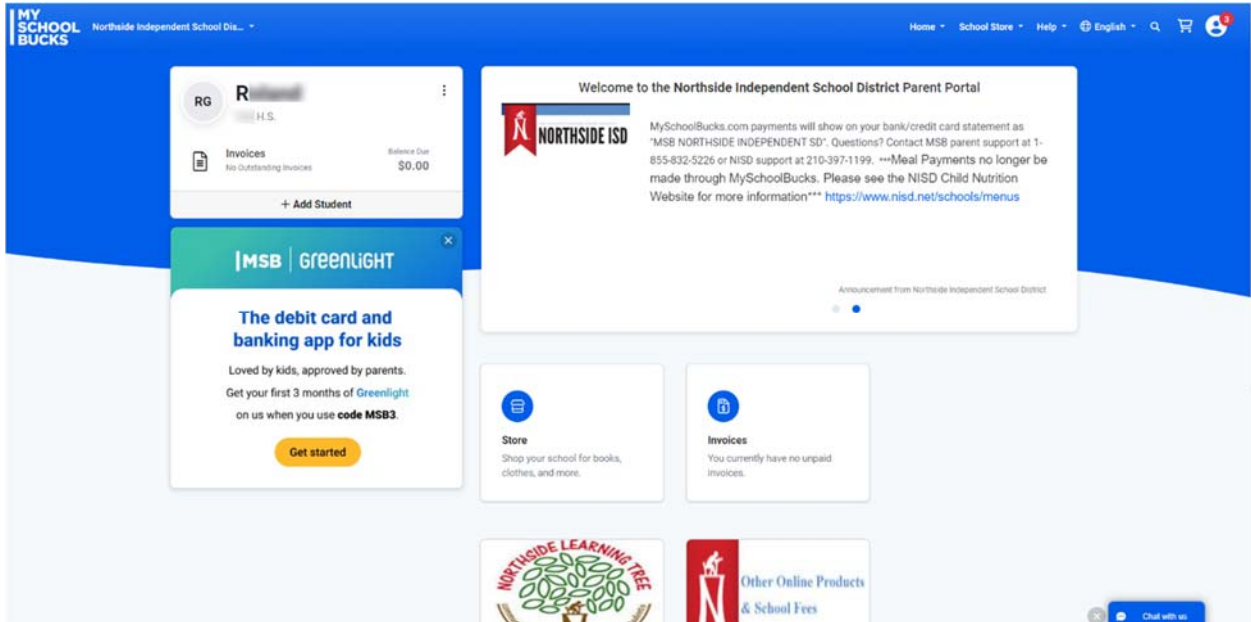 MY
SCHOOL
BUCKS
Northside Independent School Dis...
Home
School Store
Help
English
3
RG
R
H.S.
Invoices
No Outstanding Invoices
Balance Due
$0.00
+ Add Student
Welcome to the Northside Independent School District Parent Portal
N
NORTHSIDE ISD
MySchoolBucks.com payments will show on your bank/credit card statement as
"MSB NORTHSIDE INDEPENDENT SD". Questions? Contact MSB parent support at 1-
855-832-5226 or NISD support at 210-397-1199. ***Meal Payments no longer be
made through MySchoolBucks. Please see the NISD Child Nutrition
Website for more information*** https://www.nisd.net/schools/menus
Announcement from Northside Independent School District
MSB | Greenlight
The debit card and
banking app for kids
Loved by kids, approved by parents.
Get your first 3 months of Greenlight
on us when you use code MSB3.
Get started
Store
Shop your school for books,
clothes, and more.
Invoices
You currently have no unpaid
invoices.
NORTHSIDE LEARNING TREE
N
Other Online Products
& School Fees
Chat with us